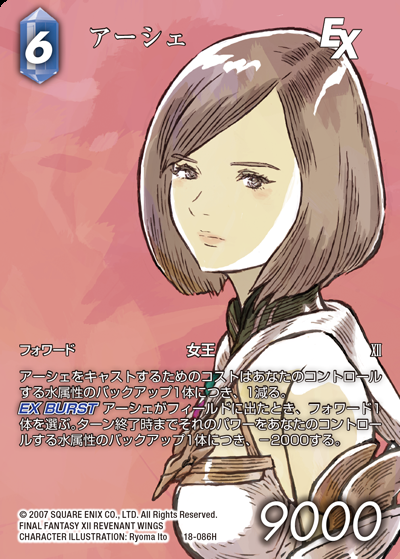 6
アーシェ
EX
フォワード 女王 XII
アーシェをキャストするためのコストはあなたのコントロール
する水属性のバックアップ1体につき、1減る。
EX BURST アーシェがフィールドに出たとき、フォワード1
体を選ぶ。ターン終了時までそれのパワーをあなたのコントロー
ルする水属性のバックアップ1体につき、－2000する。
© 2007 SQUARE ENIX CO., LTD. All Rights Reserved.
FINAL FANTASY XII REVENANT WINGS
CHARACTER ILLUSTRATION: Ryoma Ito 18-086H
9000